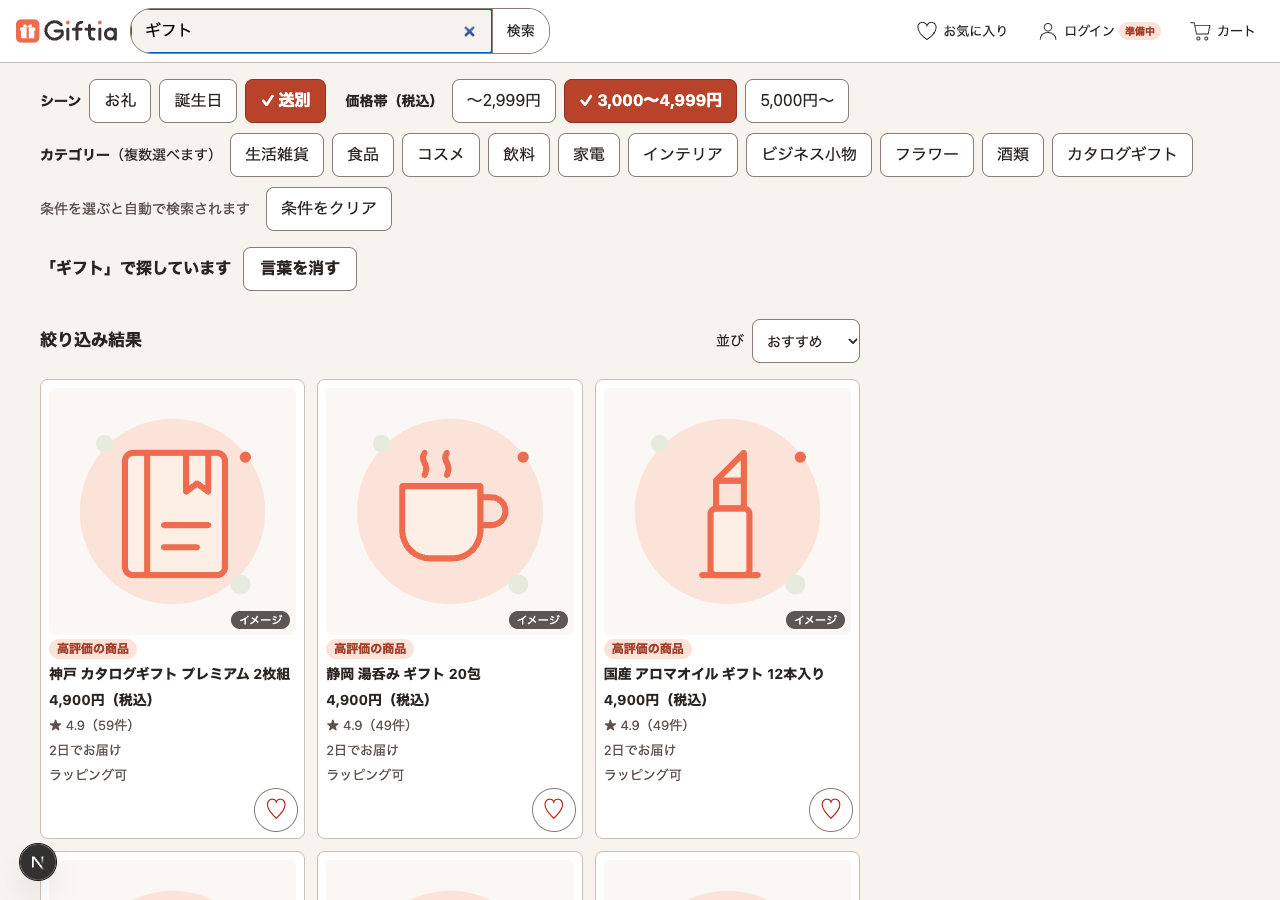 Giftia ギフト 検索 お気に入り ログイン 準備中 カート
シーン お礼 誕生日 送別 価格帯（税込） 〜2,999円 3,000〜4,999円 5,000円〜
カテゴリー（複数選べます） 生活雑貨 食品 コスメ 飲料 家電 インテリア ビジネス小物 フラワー 酒類 カタログギフト
条件を選ぶと自動で検索されます 条件をクリア
「ギフト」で探しています 言葉を消す
絞り込み結果 並び おすすめ
イメージ
高評価の商品
神戸 カタログギフト プレミアム 2枚組
4,900円（税込）
★ 4.9（59件）
2日でお届け
ラッピング可
イメージ
高評価の商品
静岡 湯呑み ギフト 20包
4,900円（税込）
★ 4.9（49件）
2日でお届け
ラッピング可
イメージ
高評価の商品
国産 アロマオイル ギフト 12本入り
4,900円（税込）
★ 4.9（49件）
2日でお届け
ラッピング可
N